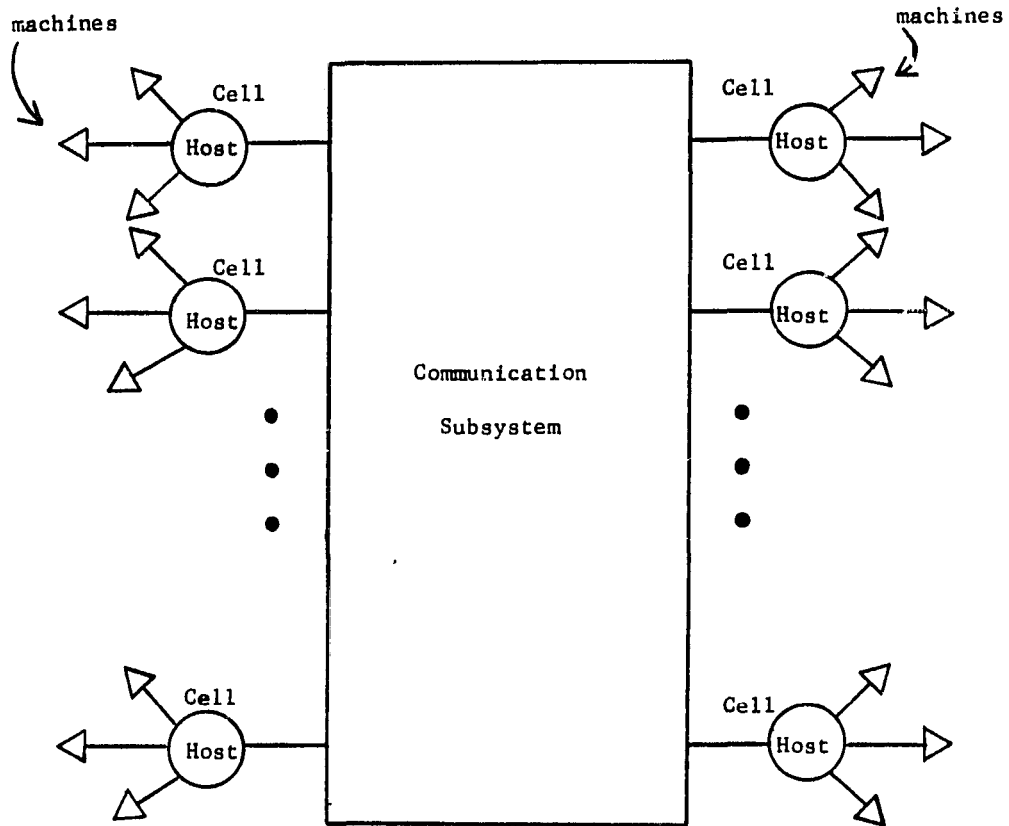 machines
machines
Cell
Host
Cell
Host
Cell
Host
Cell
Host
Communication
Subsystem
Cell
Host
Cell
Host